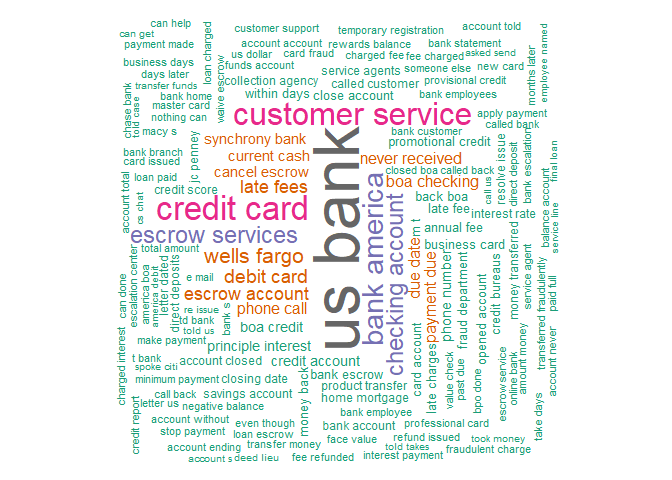 can help
can get
customer support
temporary registration
account told
payment made
account account
rewards balance
bank statement
asked send
employee named
loan charged
us dollar
card fraud
charged fee
fee charged
business days
funds account
service agents
someone else
new card
months later
days later
collection agency
called customer
provisional credit
transfer funds
waive escrow
within days
close account
bank employees
bank home
chase bank
told case
master card
nothing can
customer service
apply payment
called bank
macy s
synchrony bank
us bank
bank customer
promotional credit
bank escalation
resolve issue
direct deposit
final loan
bank branch
card issued
jc penney
current cash
never received
closed boa
called back
call us
cancel escrow
bank america
boa checking
balance account
loan paid
credit score
late fees
back boa
account total
cs chat
credit card
late fee
interest rate
service line
m t
annual fee
escrow services
due date
business card
total amount
wells fargo
checking account
payment due
phone number
fraud department
credit bureaus
money transferred
service agent
transferred fraudulently
paid full
escalation center
can done
america boa
america debit
letter dated
direct deposits
e mail
debit card
escrow account
re issue
td bank
told us
bank s
phone call
boa credit
make payment
principle interest
charged interest
account closed
credit account
t bank
spoke citi
bank escrow
card account
late charges
value check
past due
opened account
bpo done
escrow service
online bank
amount money
account never
minimum payment
closing date
product transfer
call back
savings account
money back
home mortgage
letter us
negative balance
bank employee
credit report
account without
even though
bank account
professional card
take days
stop payment
loan escrow
face value
refund issued
took money
account ending
transfer money
told takes
fraudulent charge
account s
deed lieu
fee refunded
interest payment